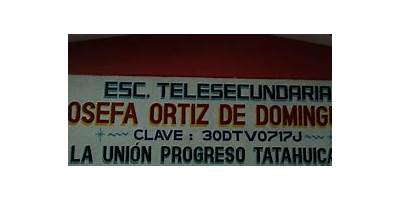 ESC. TELESECUNDARIA
OSEFA ORTIZ DE DOMING
CLAVE : 30DTV0717J
LA UNIÓN PROGRESO TATAHUICA